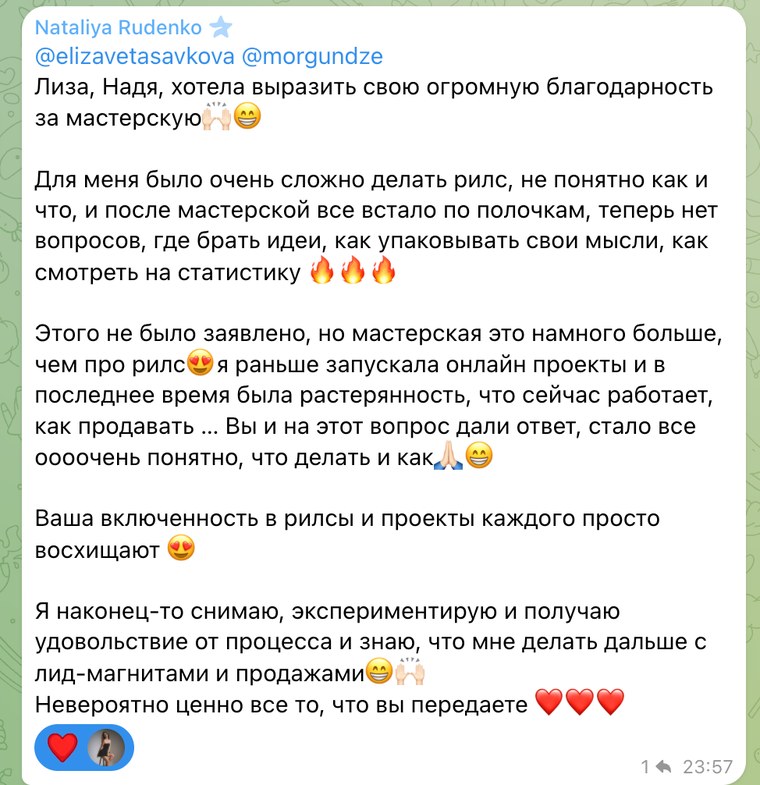 Nataliya Rudenko
@elizavetasavkova @morgundze
Лиза, Надя, хотела выразить свою огромную благодарность
за мастерскую🙌🏻😁
Для меня было очень сложно делать рилс, не понятно как и
что, и после мастерской все встало по полочкам, теперь нет
вопросов, где брать идеи, как упаковывать свои мысли, как
смотреть на статистику 🔥🔥🔥
Этого не было заявлено, но мастерская это намного больше,
чем про рилс😍я раньше запускала онлайн проекты и в
последнее время была растерянность, что сейчас работает,
как продавать ... Вы и на этот вопрос дали ответ, стало все
оооочень понятно, что делать и как🙏🏻😁
Ваша включенность в рилсы и проекты каждого просто
восхищают 😍
Я наконец-то снимаю, экспериментирую и получаю
удовольствие от процесса и знаю, что мне делать дальше с
лид-магнитами и продажами😁🙌🏻
Невероятно ценно все то, что вы передаете ❤️❤️❤️
1 23:57